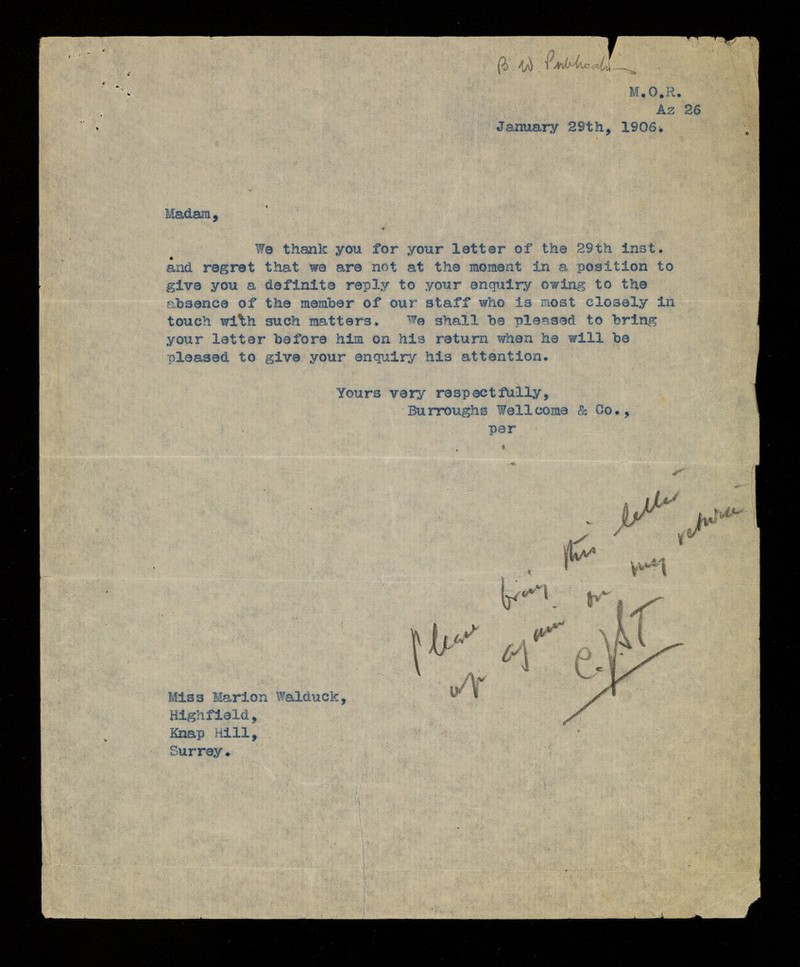 B W
M.O.R.
Az 26
January 29th, 1906.
Madam,
We thank you for your letter of the 29th inst.
and regret that we are not at the moment in a position to
give you a definite reply to your enquiry owing to the
absence of the member of our staff who is most closely in
touch with such matters. We shall be pleased to bring
your letter before him on his return when he will be
pleased to give your enquiry his attention.
Yours very respectfully,
Burroughs Wellcome & Co.,
per
Please bring this letter
up again on my return
Miss Marion Walduck,
Highfield,
Knap Hill,
Surrey.